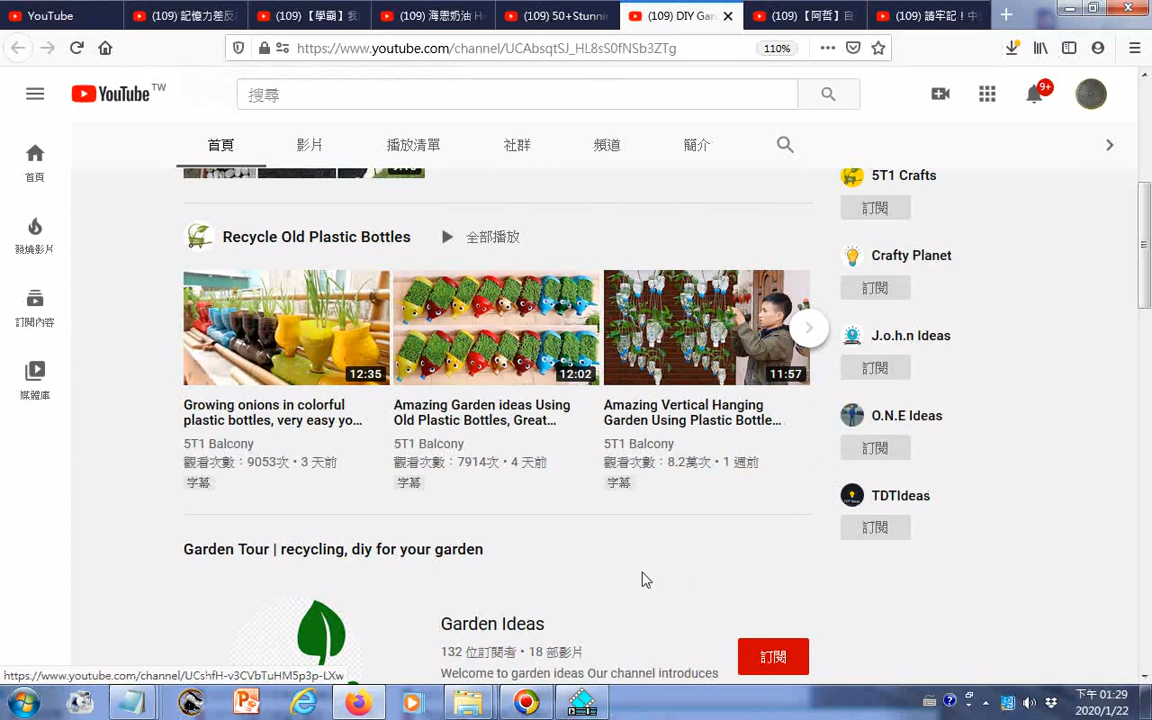 YouTube
(109) 記憶力差反
(109) 【學霸】我
(109) 海思奶油 H
(109) 50+Stunni
(109) DIY Gar
(109) 【阿哲】自
(109) 請牢記!中
https://www.youtube.com/channel/UCAbsqtSJ_HL8sS0fNSb3ZTg
110%
YouTube TW
搜尋
9+
首頁
影片
播放清單
社群
頻道
簡介
首頁
發燒影片
訂閱內容
媒體庫
5T1 Crafts
訂閱
Recycle Old Plastic Bottles
全部播放
Crafty Planet
訂閱
J.o.h.n Ideas
訂閱
12:35
12:02
11:57
Growing onions in colorful
plastic bottles, very easy yo...
5T1 Balcony
觀看次數：9053次・3 天前
字幕
Amazing Garden ideas Using
Old Plastic Bottles, Great...
5T1 Balcony
觀看次數：7914次・4 天前
字幕
Amazing Vertical Hanging
Garden Using Plastic Bottle...
5T1 Balcony
觀看次數：8.2萬次・1 週前
字幕
O.N.E Ideas
訂閱
TDTIdeas
訂閱
Garden Tour | recycling, diy for your garden
Garden Ideas
132 位訂閱者・18 部影片
Welcome to garden ideas Our channel Introduces
訂閱
https://www.youtube.com/channel/UCshfH-v3CVbTuHM5p3p-LXw
下午 01:29
2020/1/22